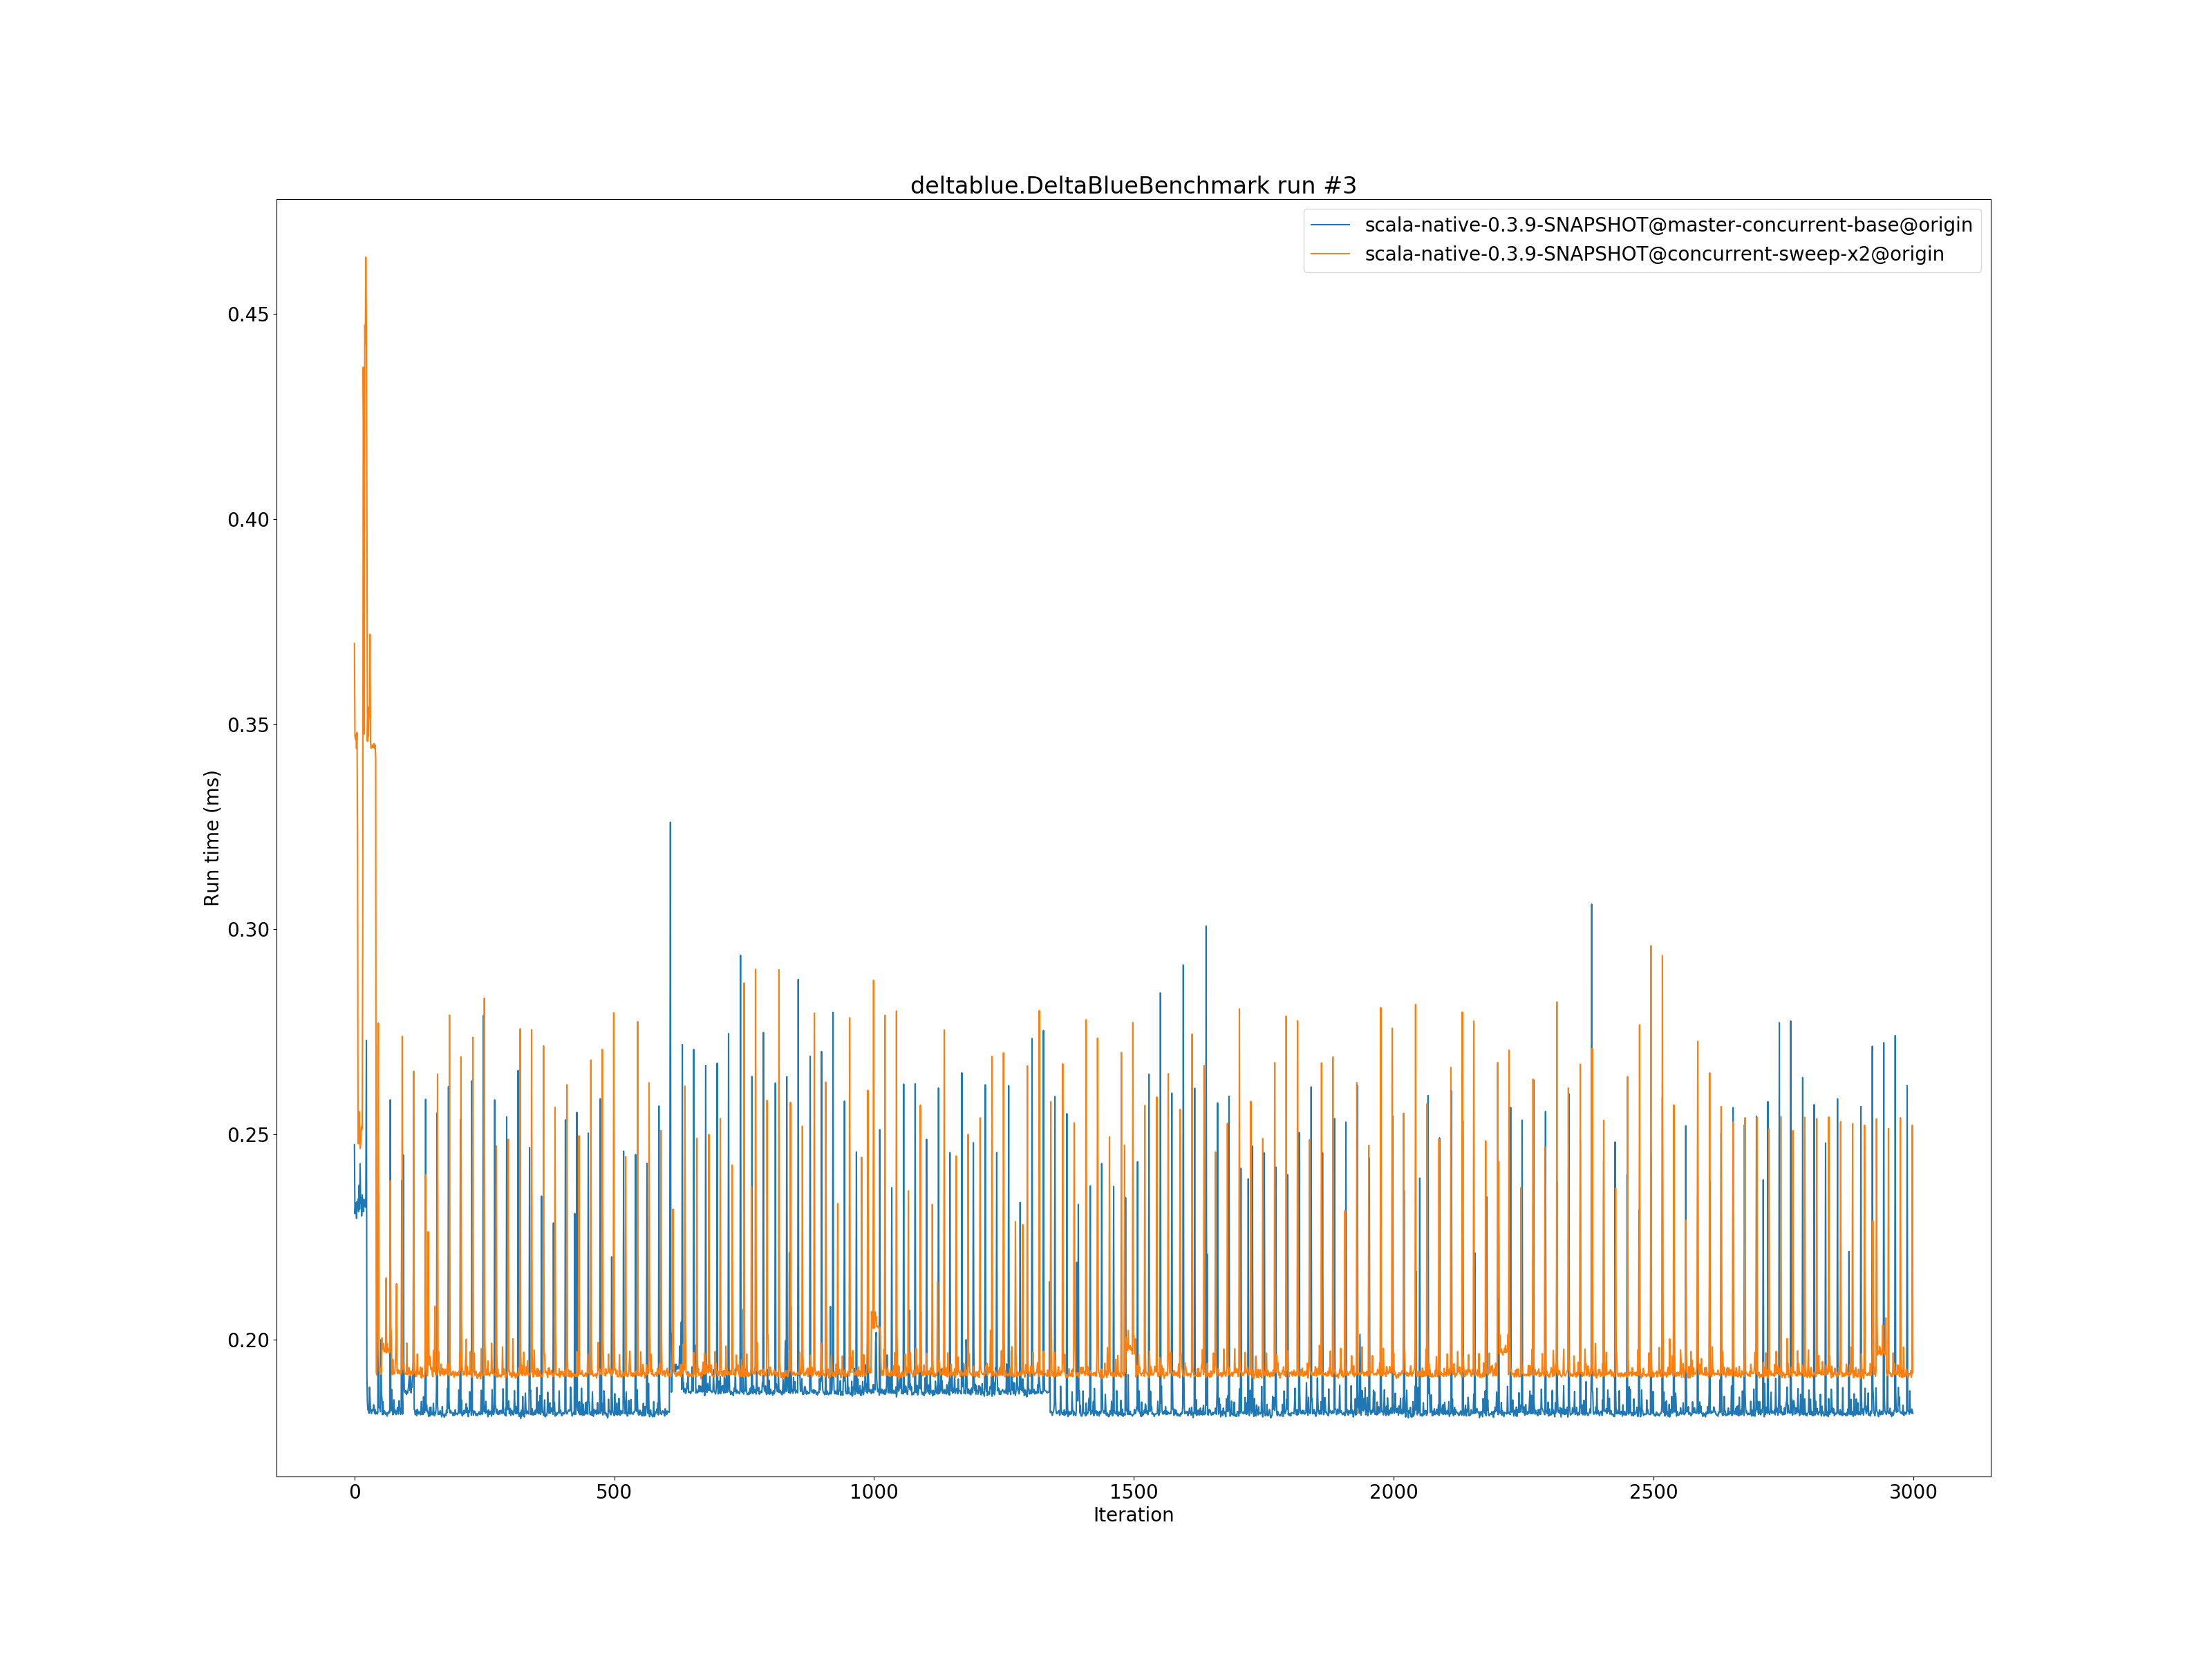 deltablue.DeltaBlueBenchmark run #3
scala-native-0.3.9-SNAPSHOT@master-concurrent-base@origin
scala-native-0.3.9-SNAPSHOT@concurrent-sweep-x2@origin
0.45
0.40
0.35
0.30
0.25
0.20
Run time (ms)
0 500 1000 1500 2000 2500 3000
Iteration